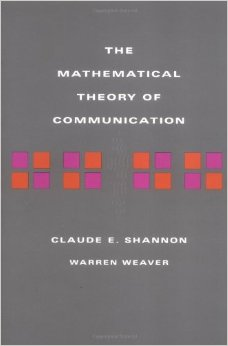 THE
MATHEMATICAL
THEORY OF
COMMUNICATION
CLAUDE E. SHANNON
WARREN WEAVER